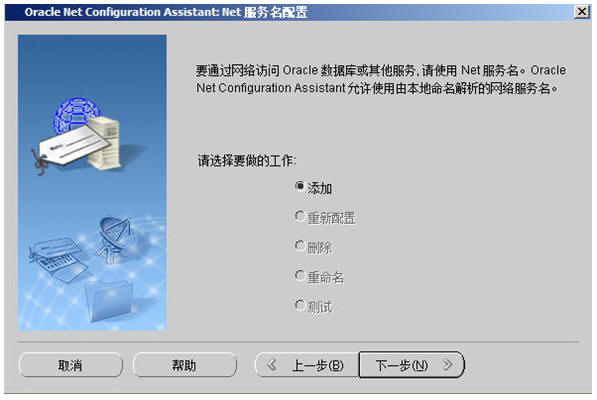 Oracle Net Configuration Assistant: Net 服务名配置
要通过网络访问 Oracle 数据库或其他服务, 请使用 Net 服务名。Oracle
Net Configuration Assistant 允许使用由本地命名解析的网络服务名。
请选择要做的工作:
添加
重新配置
删除
重命名
测试
取消 帮助 上一步(B) 下一步(N)